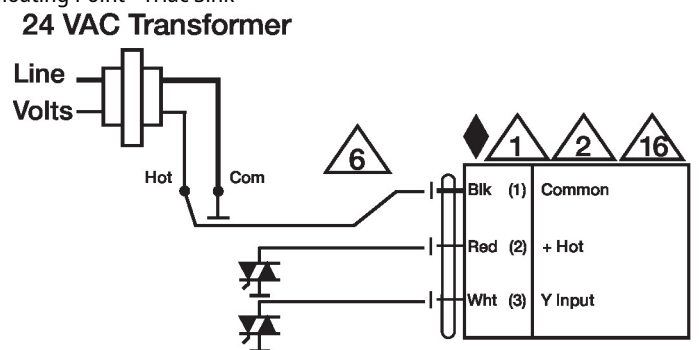 24 VAC Transformer
Line
Volts
Hot
Com
6
1
2
16
Blk (1) Common
Red (2) + Hot
Wht (3) Y Input